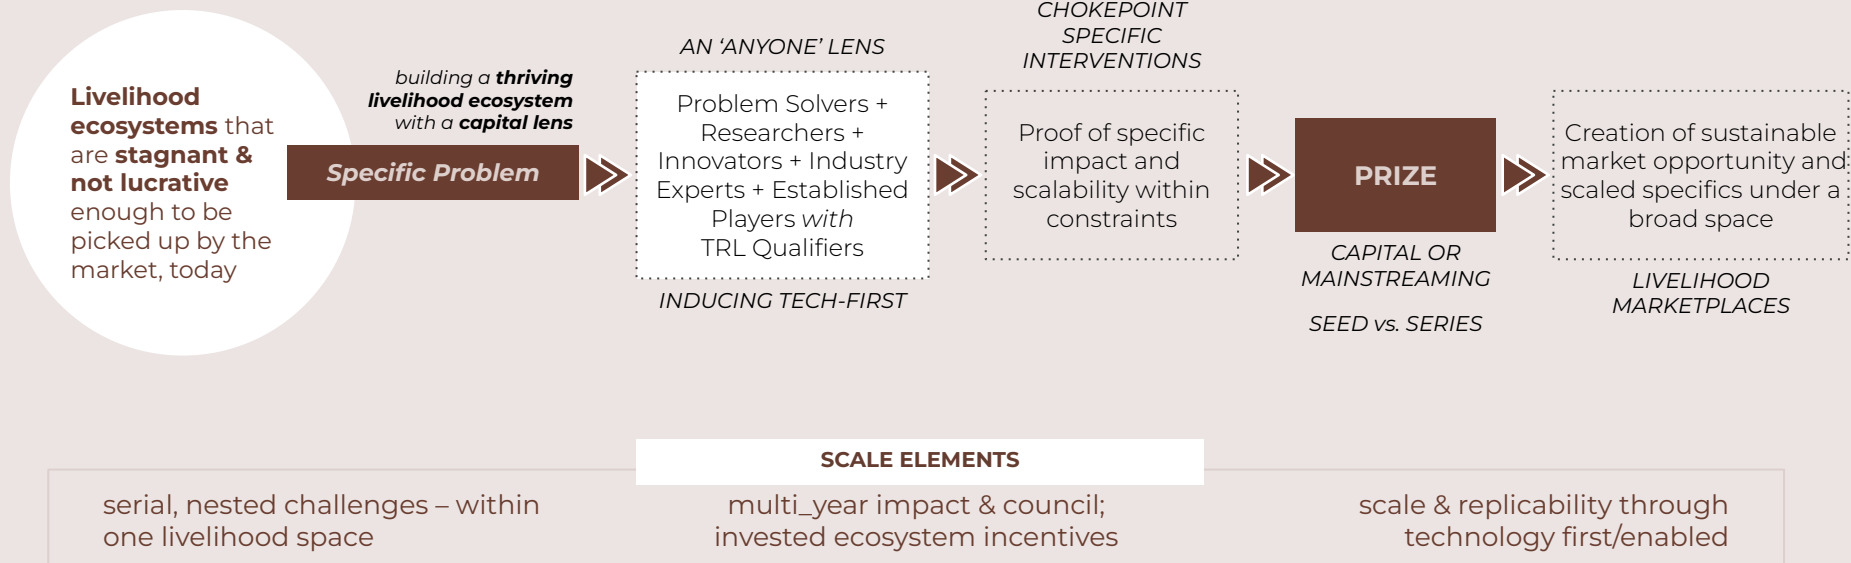 Livelihood
ecosystems that
are stagnant &
not lucrative
enough to be
picked up by the
market, today
building a thriving
livelihood ecosystem
with a capital lens
Specific Problem
AN ‘ANYONE’ LENS
Problem Solvers +
Researchers +
Innovators + Industry
Experts + Established
Players with
TRL Qualifiers
INDUCING TECH-FIRST
CHOKEPOINT
SPECIFIC
INTERVENTIONS
Proof of specific
impact and
scalability within
constraints
PRIZE
CAPITAL OR
MAINSTREAMING
SEED vs. SERIES
Creation of sustainable
market opportunity and
scaled specifics under a
broad space
LIVELIHOOD
MARKETPLACES
SCALE ELEMENTS
serial, nested challenges – within
one livelihood space
multi_year impact & council;
invested ecosystem incentives
scale & replicability through
technology first/enabled